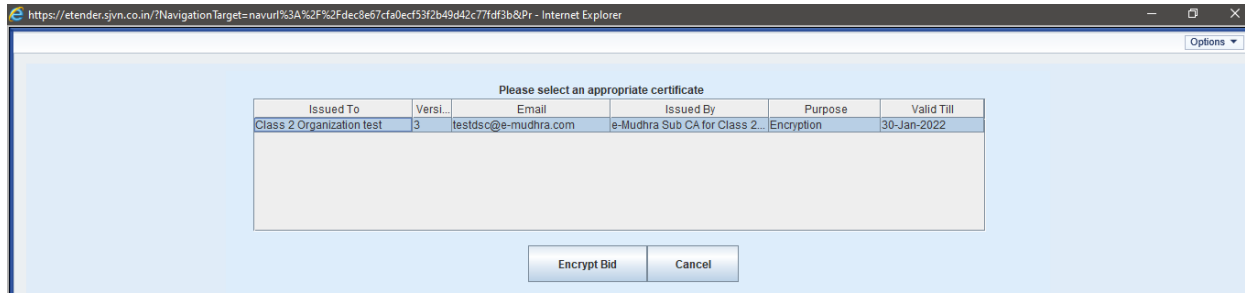 https://etender.sjvn.co.in/?NavigationTarget=navurl%3A%2F%2Fdec8e67cfa0ecf53f2b49d42c77fdf3b&Pr - Internet Explorer
Options
Please select an appropriate certificate
Issued To Versi... Email Issued By Purpose Valid Till
Class 2 Organization test 3 testdsc@e-mudhra.com e-Mudhra Sub CA for Class 2... Encryption 30-Jan-2022
Encrypt Bid Cancel